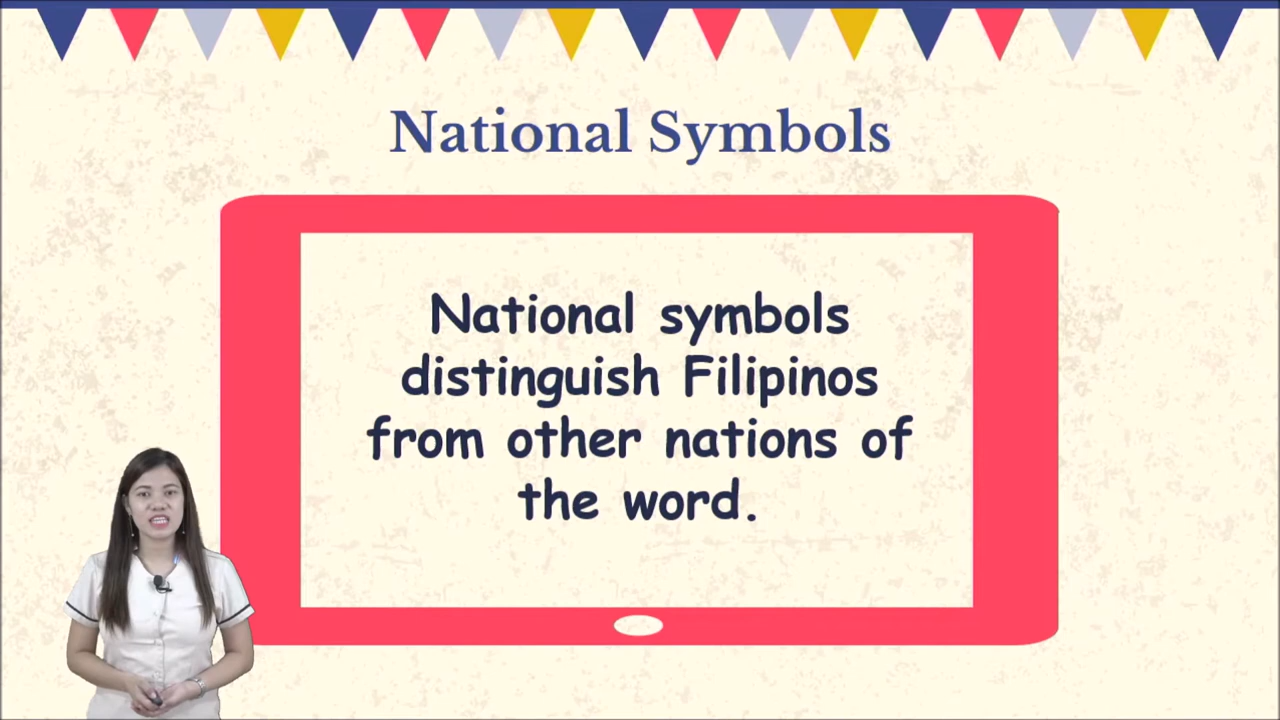 National Symbols
National symbols
distinguish Filipinos
from other nations of
the word.